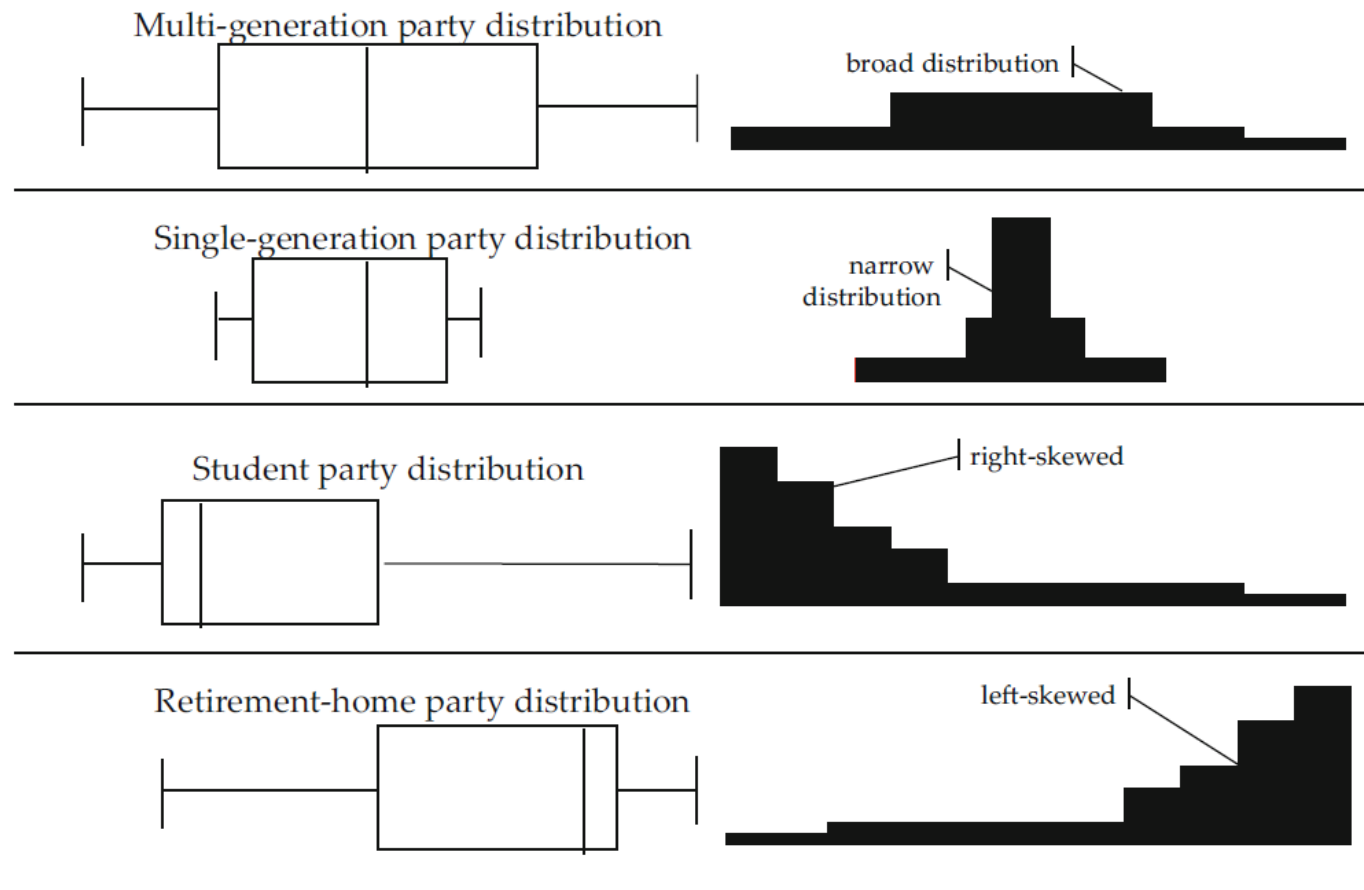 Multi-generation party distribution
broad distribution
Single-generation party distribution
narrow
distribution
Student party distribution
right-skewed
Retirement-home party distribution
left-skewed